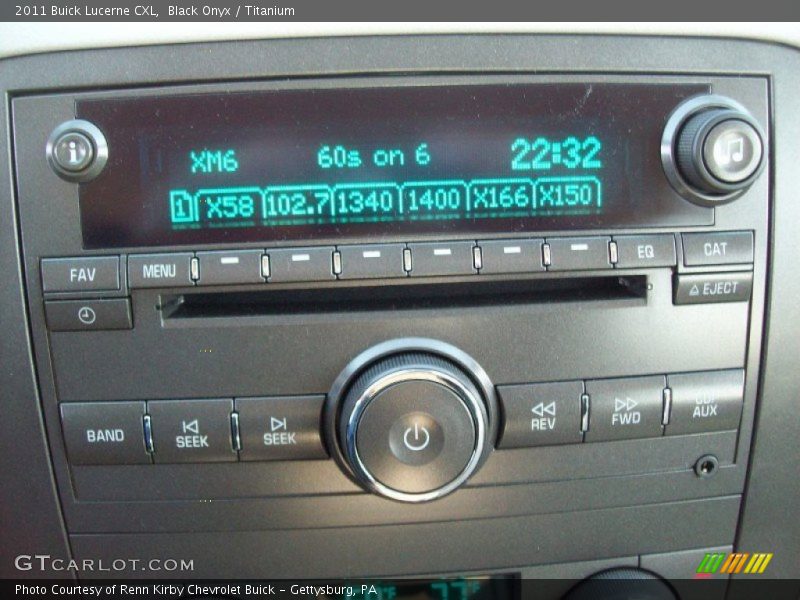 2011 Buick Lucerne CXL,  Black Onyx / Titanium
XM6 60s on 6 22:32
1 X58 102.7 1340 1400 X166 X150
FAV MENU EQ CAT
EJECT
BAND SEEK SEEK REV FWD
AUX
GTCARLOT.COM
77°
Photo Courtesy of Renn Kirby Chevrolet Buick - Gettysburg, PA